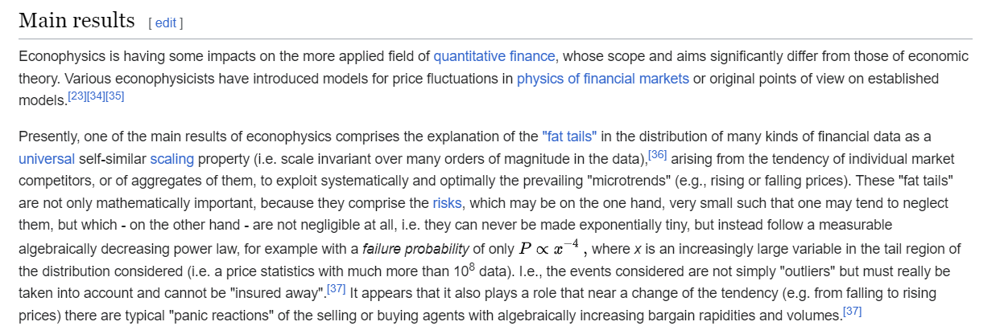 Main results [ edit ]
Econophysics is having some impacts on the more applied field of quantitative finance, whose scope and aims significantly differ from those of economic
theory. Various econophysicists have introduced models for price fluctuations in physics of financial markets or original points of view on established
models.[23][34][35]
Presently, one of the main results of econophysics comprises the explanation of the "fat tails" in the distribution of many kinds of financial data as a
universal self-similar scaling property (i.e. scale invariant over many orders of magnitude in the data),[36] arising from the tendency of individual market
competitors, or of aggregates of them, to exploit systematically and optimally the prevailing "microtrends" (e.g., rising or falling prices). These "fat tails"
are not only mathematically important, because they comprise the risks, which may be on the one hand, very small such that one may tend to neglect
them, but which - on the other hand - are not negligible at all, i.e. they can never be made exponentially tiny, but instead follow a measurable
algebraically decreasing power law, for example with a failure probability of only P ∝ x⁻⁴ , where x is an increasingly large variable in the tail region of
the distribution considered (i.e. a price statistics with much more than 10⁸ data). I.e., the events considered are not simply "outliers" but must really be
taken into account and cannot be "insured away".[37] It appears that it also plays a role that near a change of the tendency (e.g. from falling to rising
prices) there are typical "panic reactions" of the selling or buying agents with algebraically increasing bargain rapidities and volumes.[37]